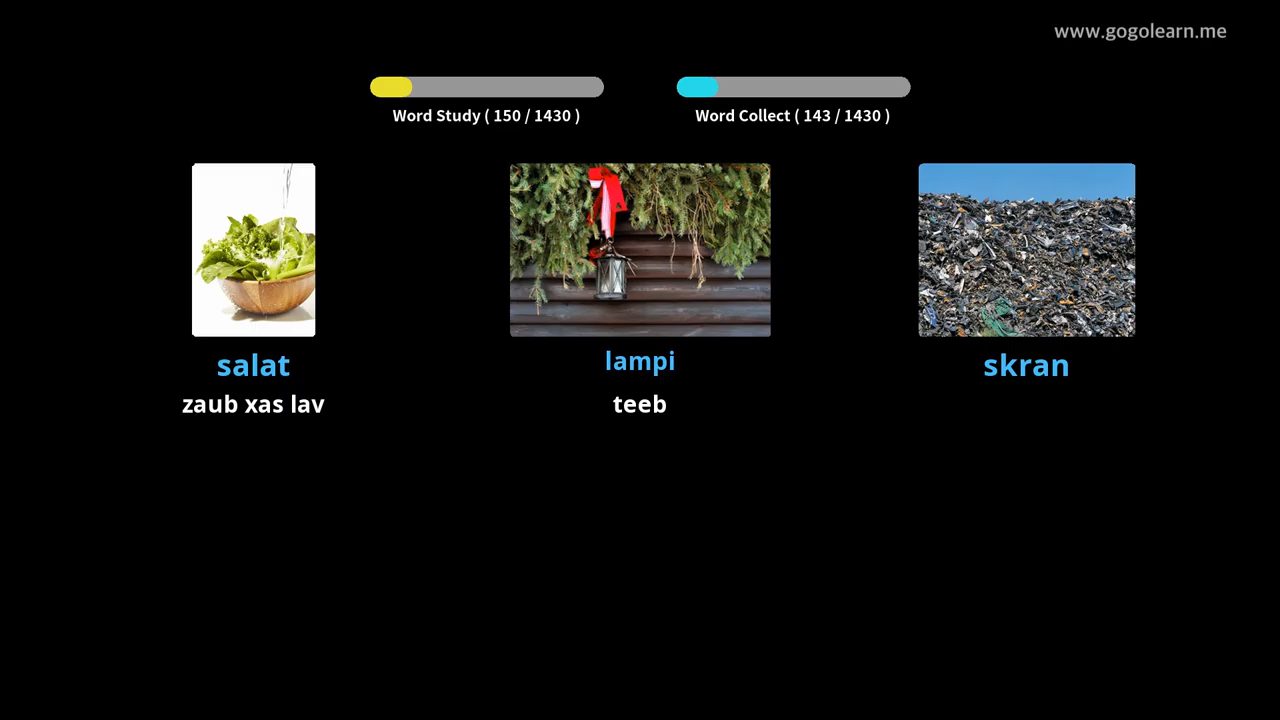 www.gogolearn.me
Word Study ( 150 / 1430 )
Word Collect ( 143 / 1430 )
salat
lampi
skran
zaub xas lav
teeb